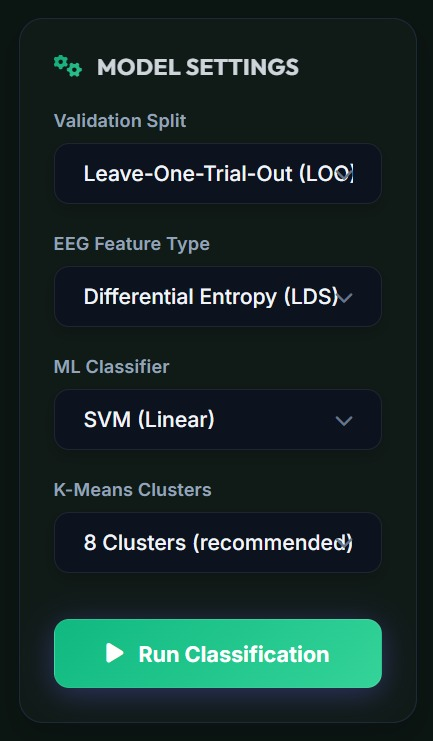 MODEL SETTINGS
Validation Split
Leave-One-Trial-Out (LOO)
EEG Feature Type
Differential Entropy (LDS)
ML Classifier
SVM (Linear)
K-Means Clusters
8 Clusters (recommended)
Run Classification